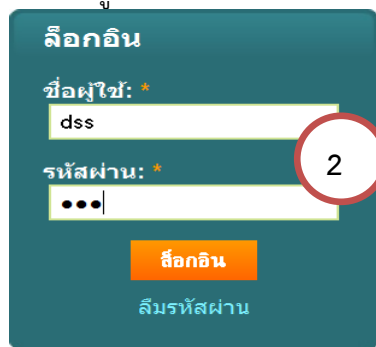 ล็อกอิน
ชื่อผู้ใช้: *
dss
2
รหัสผ่าน: *
●●●
ล็อกอิน
ลืมรหัสผ่าน